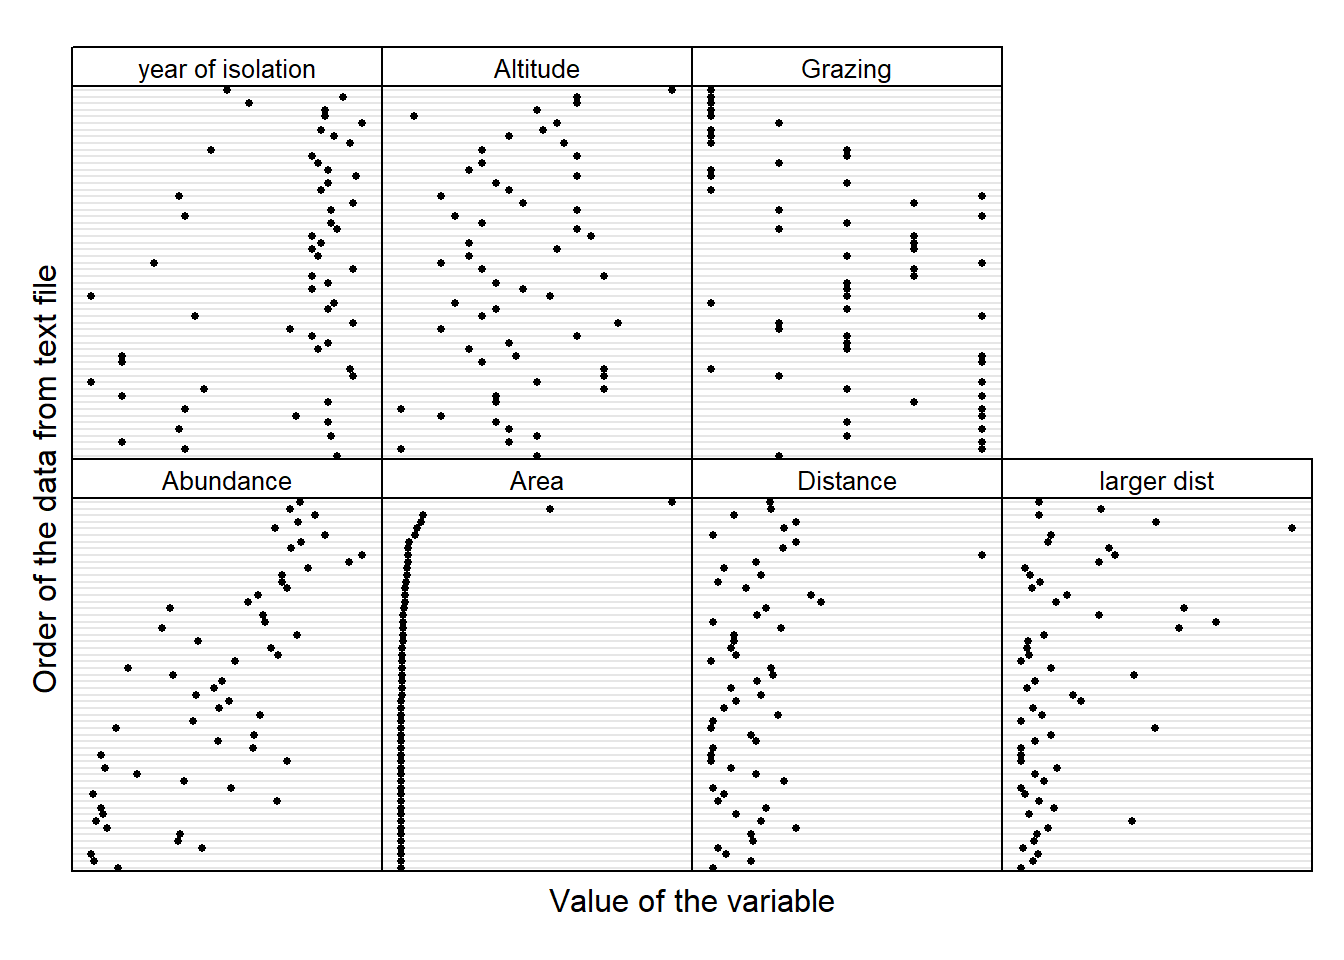 year of isolation
Altitude
Grazing
Order of the data from text file
Abundance
Area
Distance
larger dist
Value of the variable